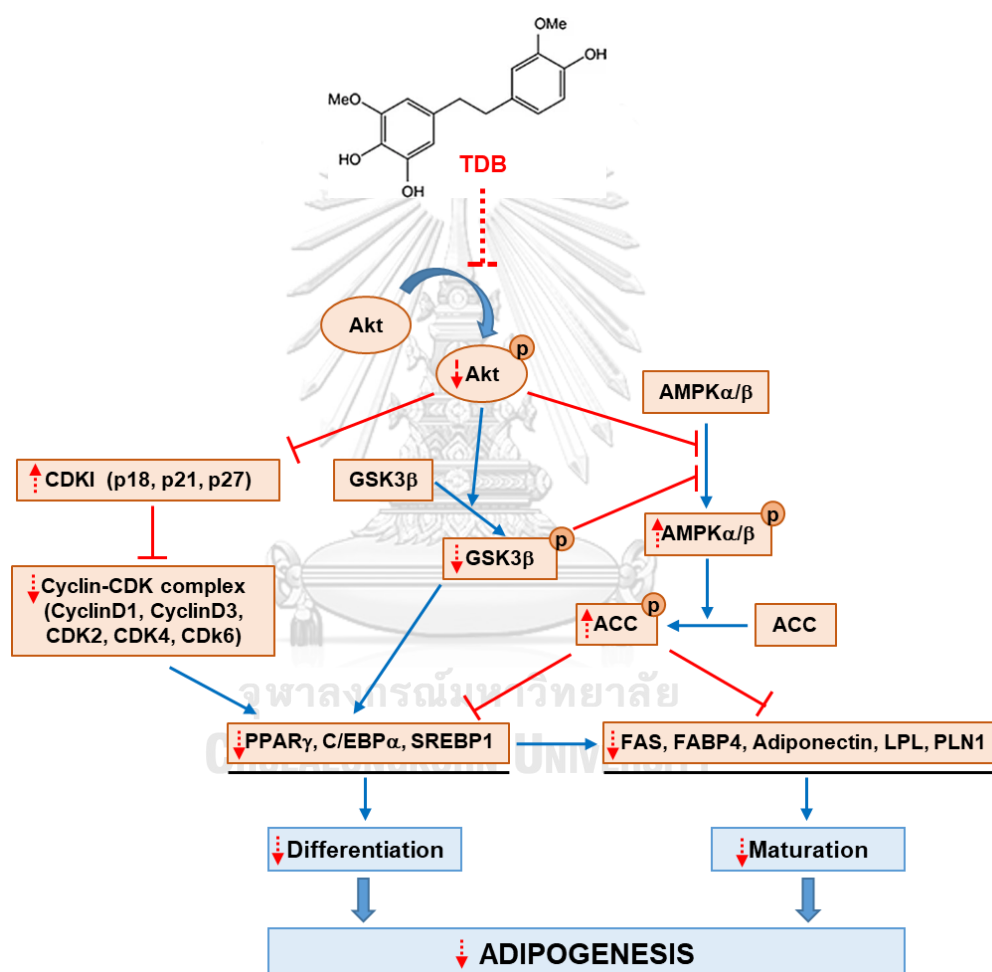 OMe
OH
MeO
HO
OH
TDB
Akt
p
Akt
AMPKα/β
CDKI (p18, p21, p27)
GSK3β
p
AMPKα/β
p
GSK3β
Cyclin-CDK complex
(CyclinD1, CyclinD3,
CDK2, CDK4, CDk6)
p
ACC
ACC
จุฬาลงกรณ์มหาวิทยาลัย
PPARγ, C/EBPα, SREBP1
FAS, FABP4, Adiponectin, LPL, PLN1
CHULALONGKORN UNIVERSITY
Differentiation
Maturation
ADIPOGENESIS